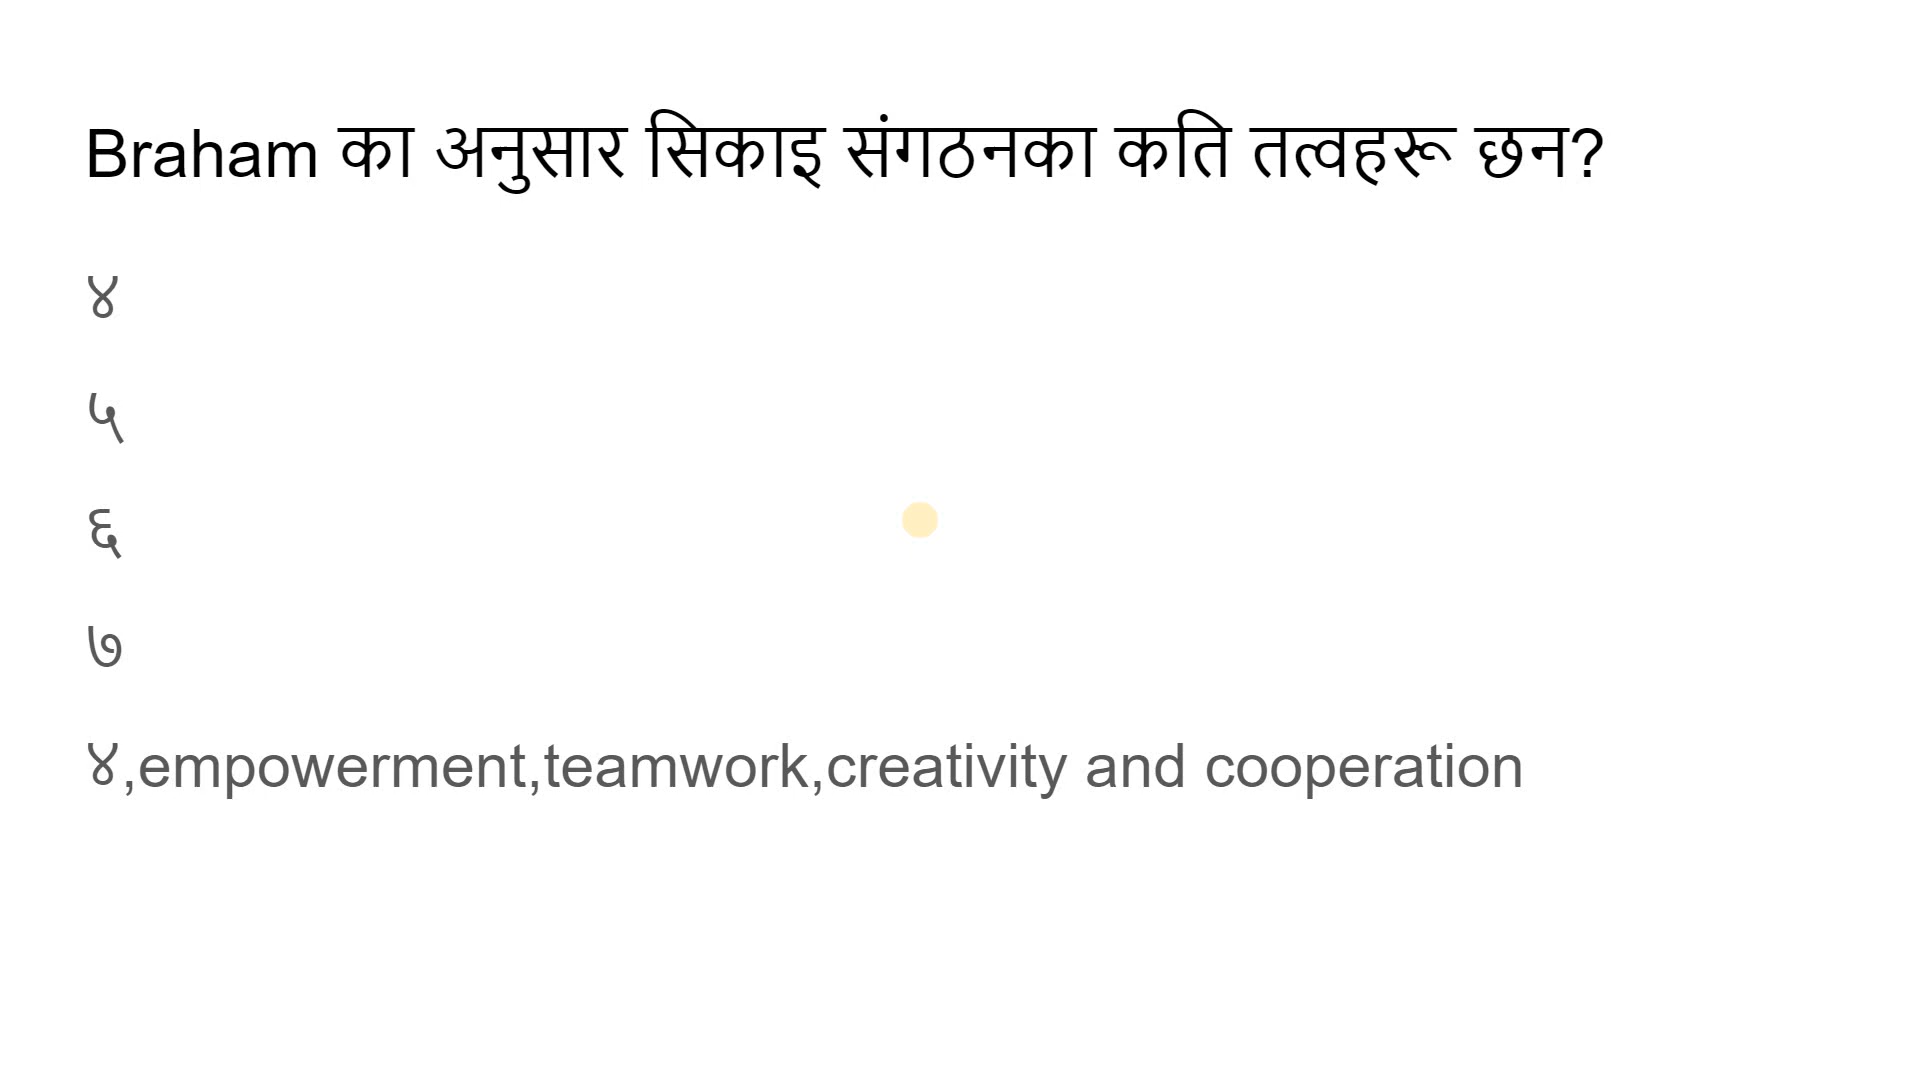 Braham का अनुसार सिकाइ संगठनका कति तत्वहरू छन?
४
५
६
७
४,empowerment,teamwork,creativity and cooperation